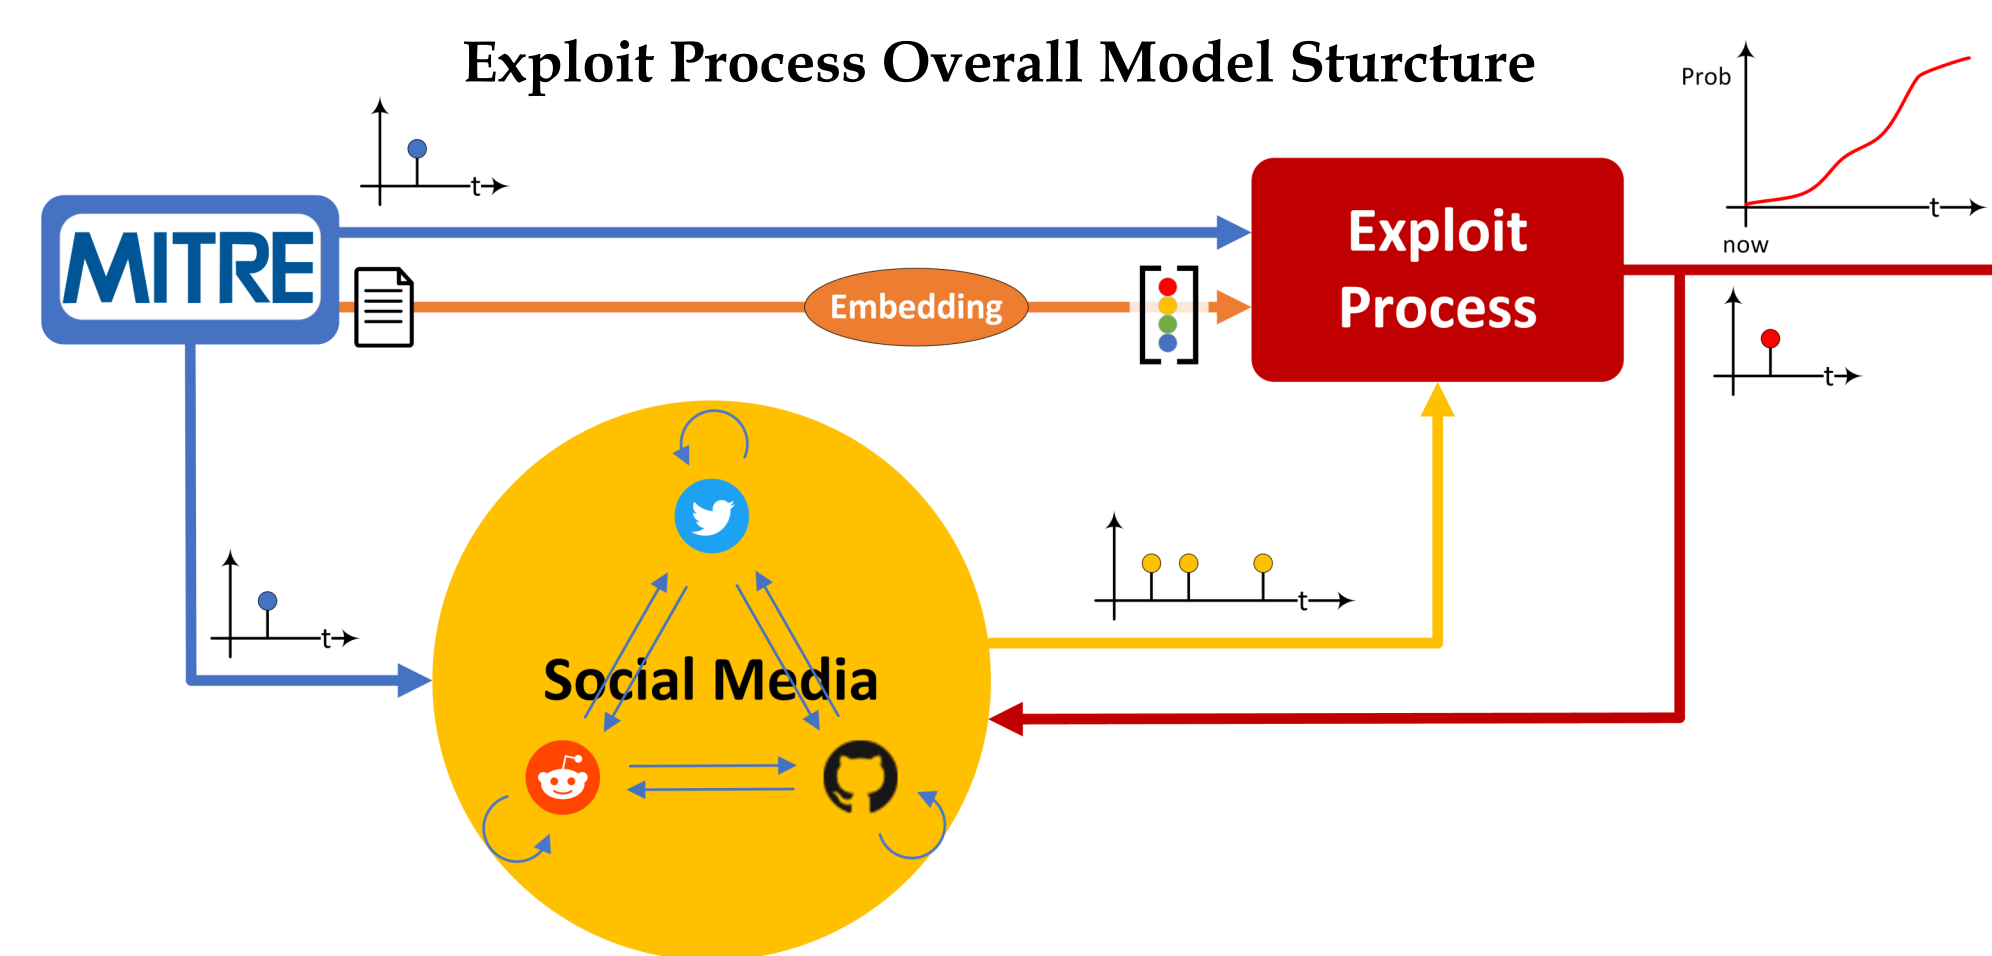 Exploit Process Overall Model Sturcture
Prob
t
now
t
MITRE
Exploit
Process
Embedding
t
t
t
Social Media